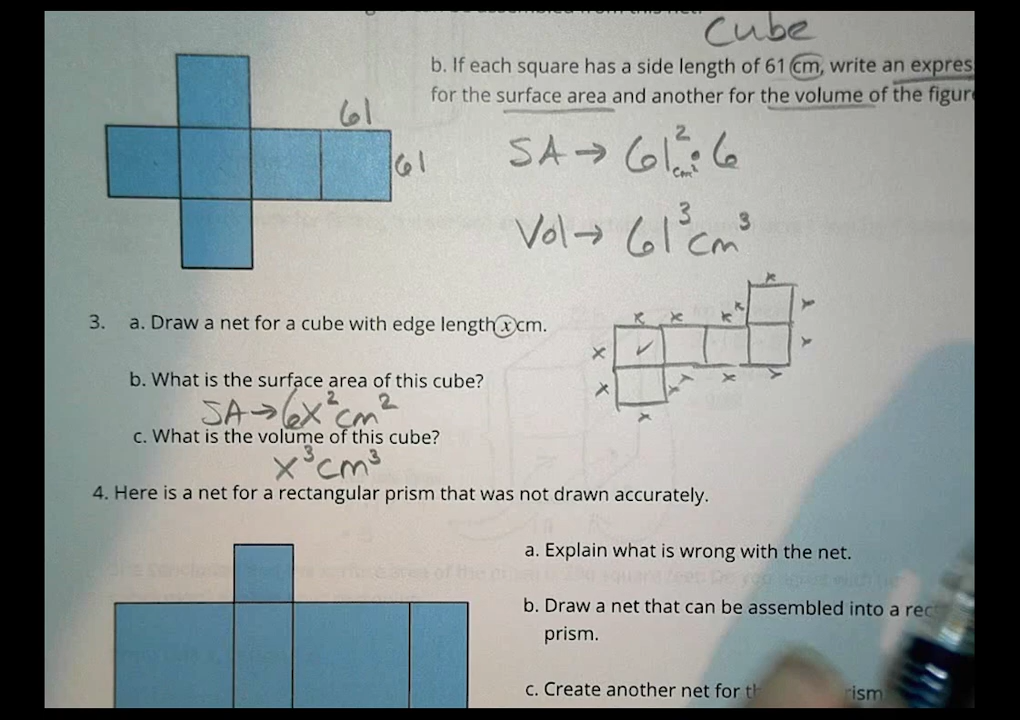 Cube
b. If each square has a side length of 61 cm, write an expres
for the surface area and another for the volume of the figure
61
61
SA → 61² cm² • 6
Vol → 61³ cm³
3. a. Draw a net for a cube with edge length x cm.
x
x x x x
x x
x x
x x x x
x
b. What is the surface area of this cube?
SA → 6x² cm²
c. What is the volume of this cube?
x³ cm³
4. Here is a net for a rectangular prism that was not drawn accurately.
a. Explain what is wrong with the net.
b. Draw a net that can be assembled into a rec
prism.
c. Create another net for th rism